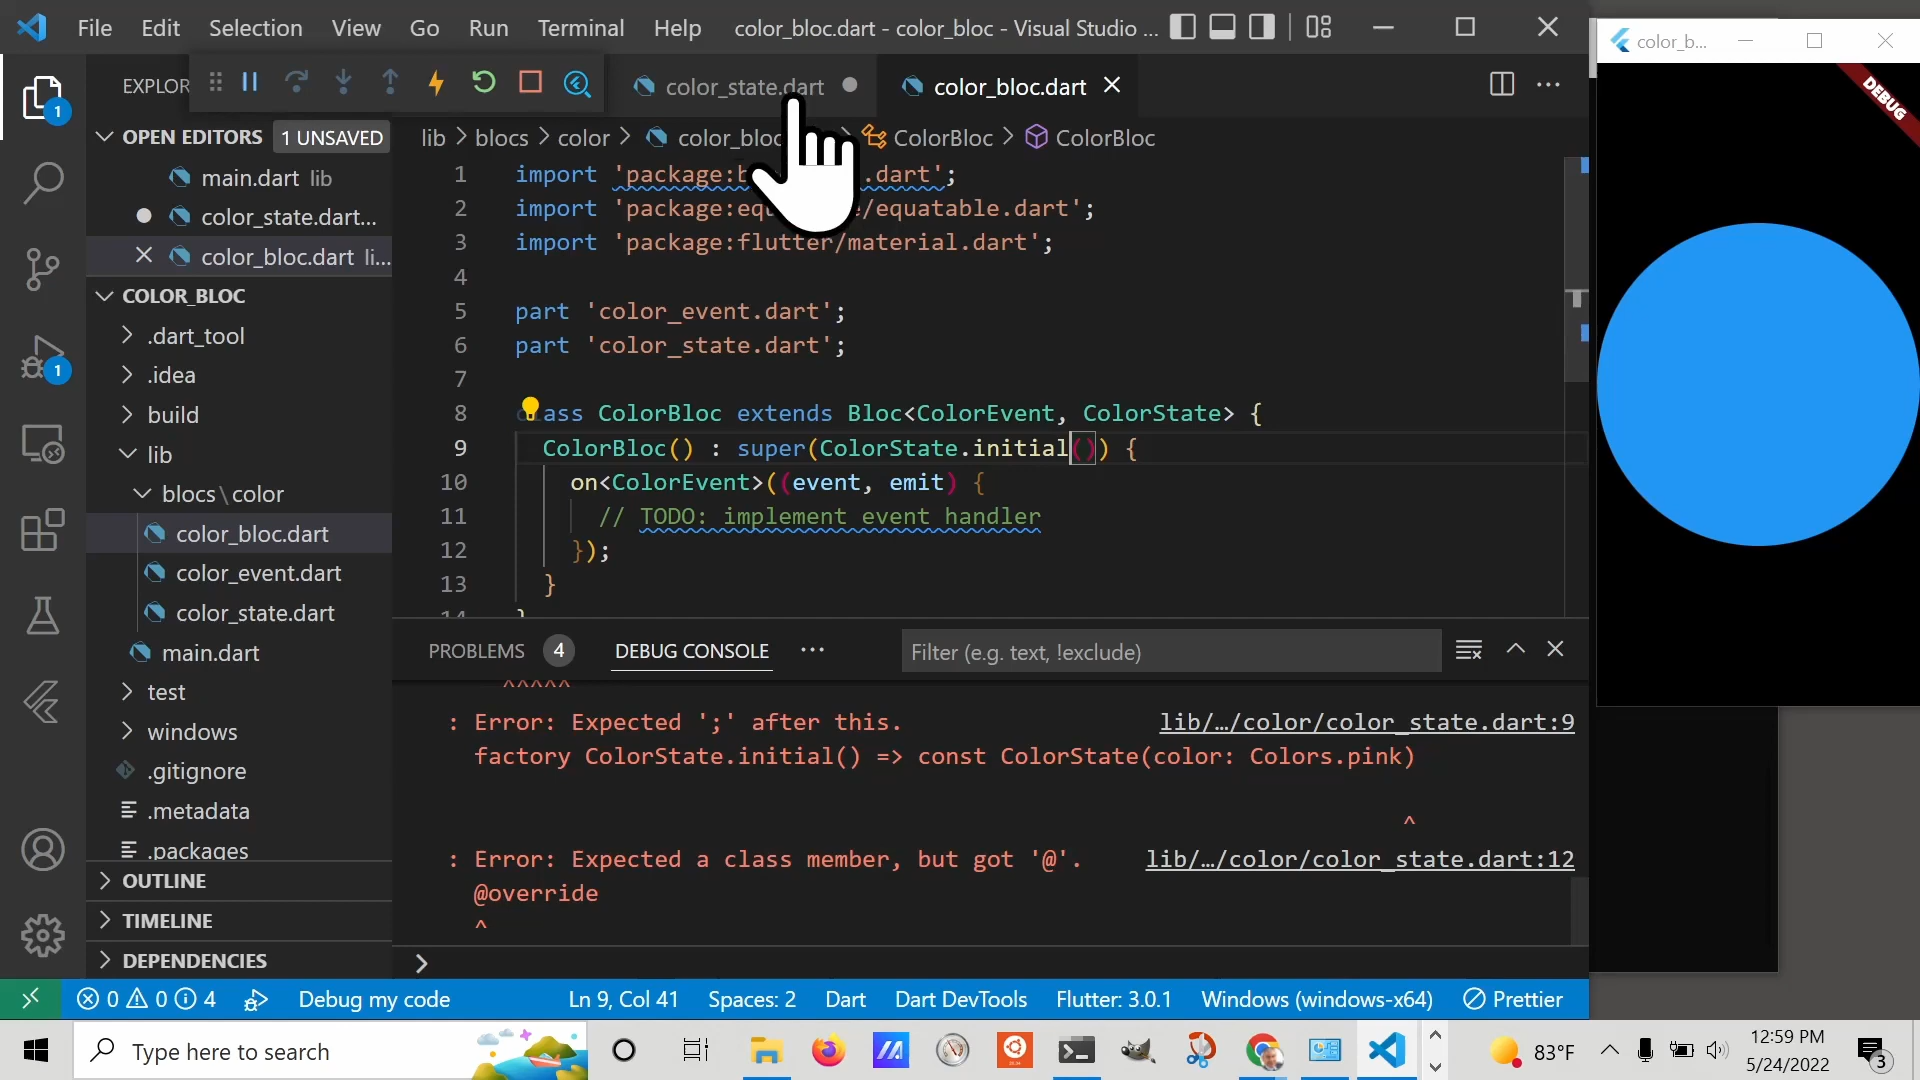 File Edit Selection View Go Run Terminal Help color_bloc.dart - color_bloc - Visual Studio ...
color_b...
DEBUG
EXPLOR
color_state.dart
color_bloc.dart
OPEN EDITORS 1 UNSAVED
main.dart lib
color_state.dart...
color_bloc.dart li...
COLOR_BLOC
.dart_tool
.idea
build
lib
blocs\color
color_bloc.dart
color_event.dart
color_state.dart
main.dart
test
windows
.gitignore
.metadata
.packages
OUTLINE
TIMELINE
DEPENDENCIES
1
1
lib > blocs > color > color_bloc > ColorBloc > ColorBloc
1 import 'package:b .dart';
2 import 'package:equ e/equatable.dart';
3 import 'package:flutter/material.dart';
4
5 part 'color_event.dart';
6 part 'color_state.dart';
7
8 class ColorBloc extends Bloc<ColorEvent, ColorState> {
9 ColorBloc() : super(ColorState.initial()) {
10 on<ColorEvent>((event, emit) {
11 // TODO: implement event handler
12 });
13 }
14 }
PROBLEMS 4 DEBUG CONSOLE ... Filter (e.g. text, !exclude)
^^^^^
: Error: Expected ';' after this. lib/…/color/color_state.dart:9
factory ColorState.initial() => const ColorState(color: Colors.pink)
^
: Error: Expected a class member, but got '@'. lib/…/color/color_state.dart:12
@override
^
>
0 0 4 Debug my code Ln 9, Col 41 Spaces: 2 Dart Dart DevTools Flutter: 3.0.1 Windows (windows-x64) Prettier
Type here to search
83°F
12:59 PM
5/24/2022
3